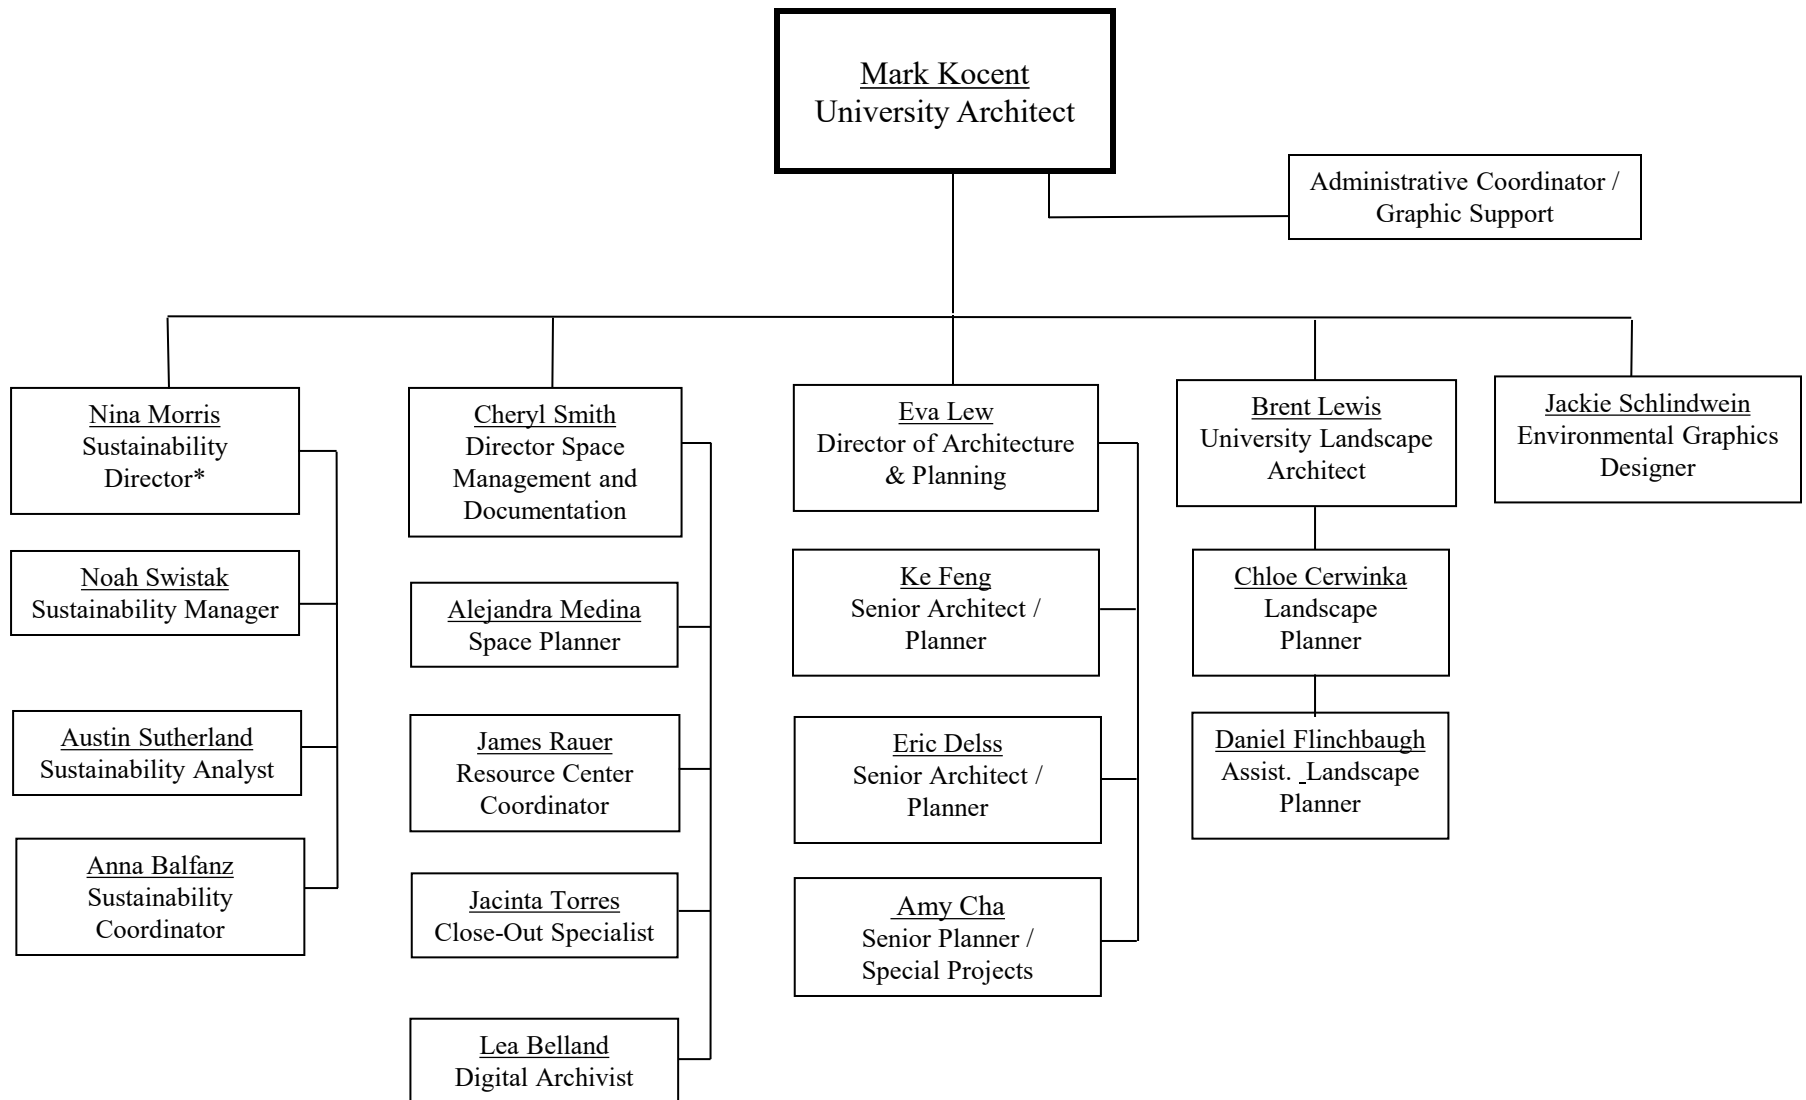 Mark Kocent
University Architect
Administrative Coordinator /
Graphic Support
Nina Morris
Sustainability
Director*
Noah Swistak
Sustainability Manager
Austin Sutherland
Sustainability Analyst
Anna Balfanz
Sustainability
Coordinator
Cheryl Smith
Director Space
Management and
Documentation
Alejandra Medina
Space Planner
James Rauer
Resource Center
Coordinator
Jacinta Torres
Close-Out Specialist
Lea Belland
Digital Archivist
Eva Lew
Director of Architecture
& Planning
Ke Feng
Senior Architect /
Planner
Eric Delss
Senior Architect /
Planner
Amy Cha
Senior Planner /
Special Projects
Brent Lewis
University Landscape
Architect
Chloe Cerwinka
Landscape
Planner
Daniel Flinchbaugh
Assist. Landscape
Planner
Jackie Schlindwein
Environmental Graphics
Designer